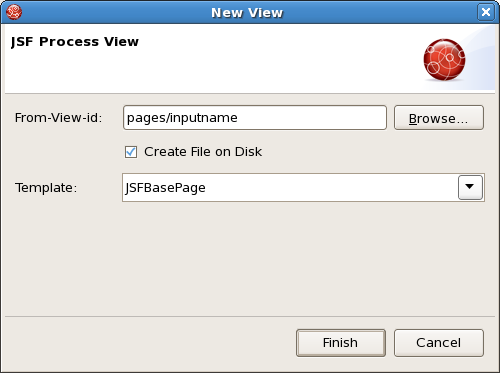 New View
JSF Process View
From-View-id: pages/inputname Browse...
Create File on Disk
Template: JSFBasePage
Finish Cancel